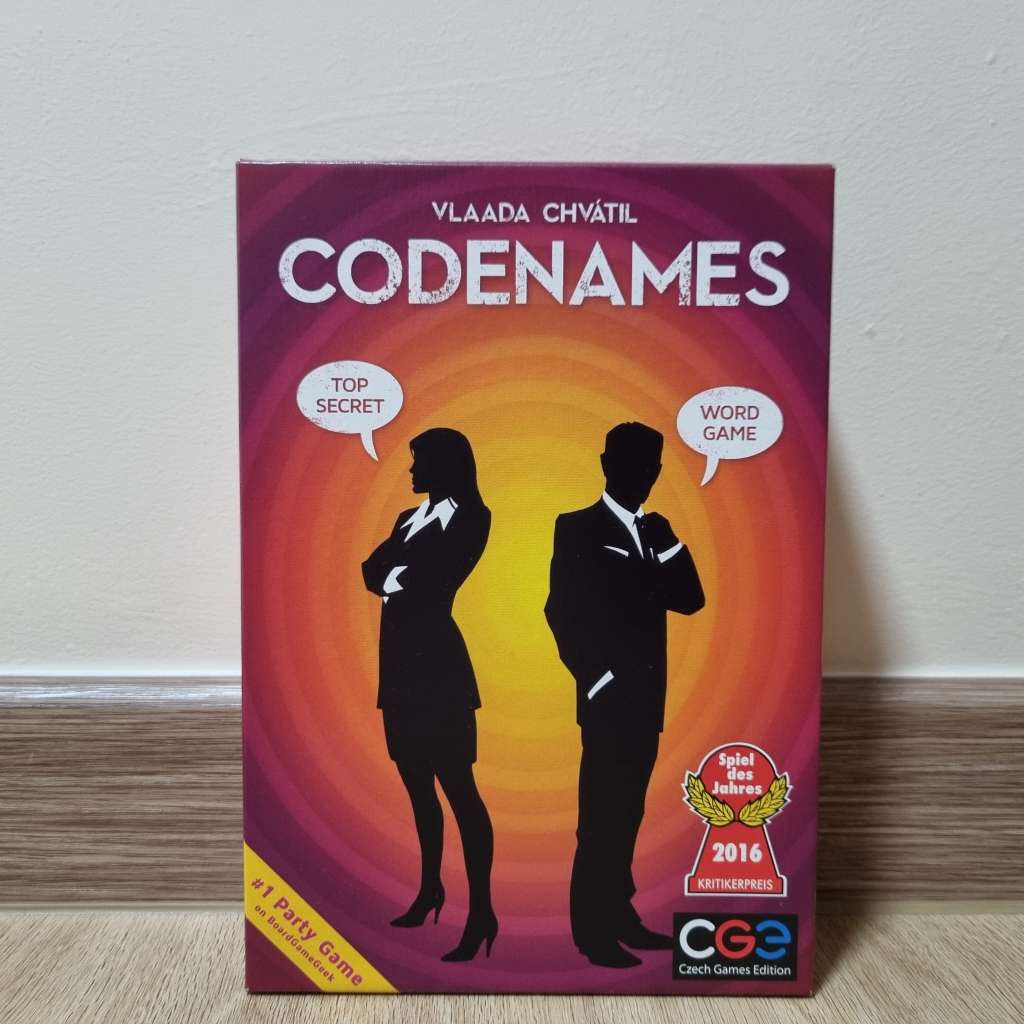 VLAADA CHVÁTIL
CODENAMES
TOP
SECRET
WORD
GAME
Spiel
des
Jahres
2016
KRITIKERPREIS
#1 Party Game
on BoardGameGeek
CGE
Czech Games Edition